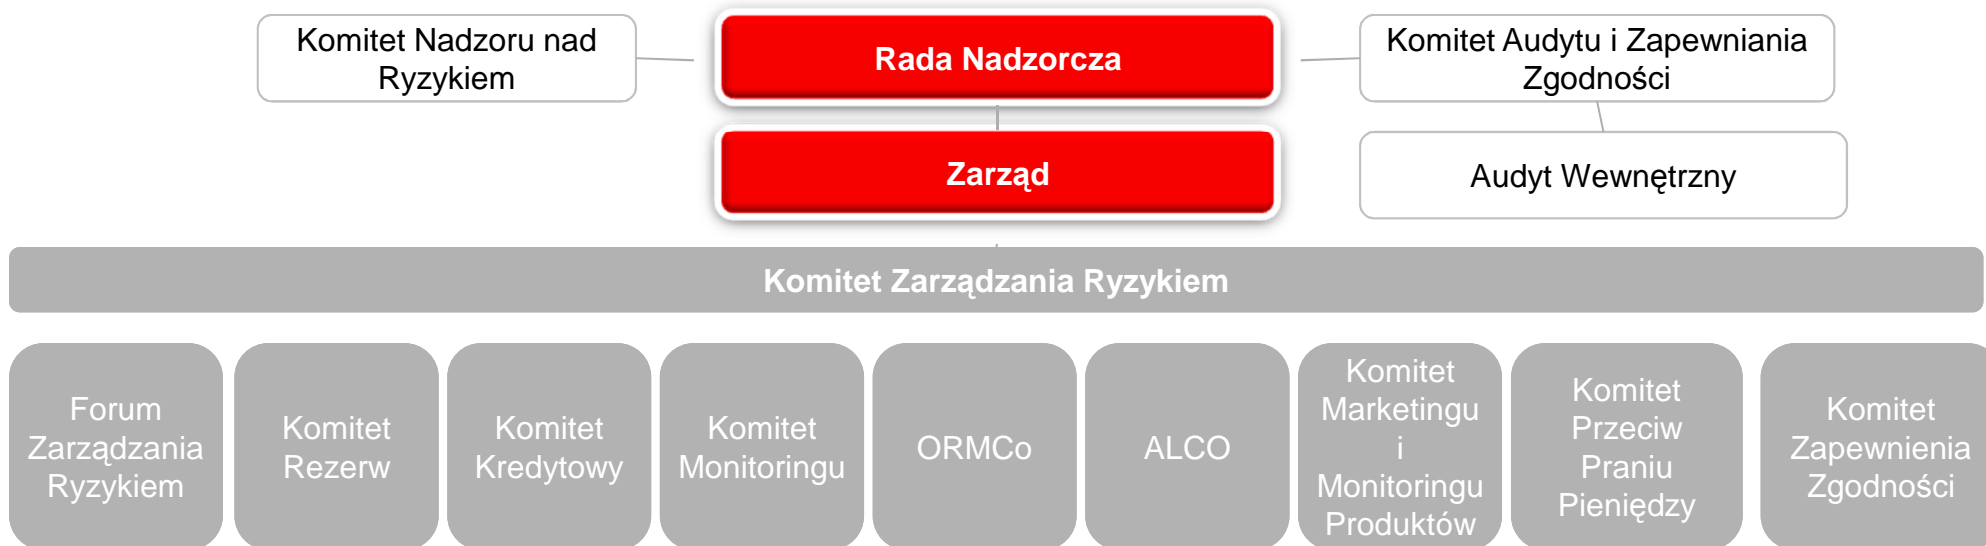 Komitet Nadzoru nad
Ryzykiem
Rada Nadzorcza
Komitet Audytu i Zapewniania
Zgodności
Zarząd
Audyt Wewnętrzny
Komitet Zarządzania Ryzykiem
Forum
Zarządzania
Ryzykiem
Komitet
Rezerw
Komitet
Kredytowy
Komitet
Monitoringu
ORMCo
ALCO
Komitet
Marketingu
i
Monitoringu
Produktów
Komitet
Przeciw
Praniu
Pieniędzy
Komitet
Zapewnienia
Zgodności